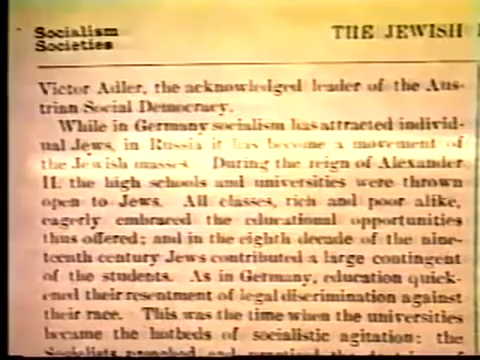 Socialism
Societies
THE JEWISH
Victor Adler, the acknowledged leader of the Aus-
trian Social Democracy.
While in Germany socialism has attracted individ-
ual Jews, in Russia it has become a movement of
the Jewish masses. During the reign of Alexander
II. the high schools and universities were thrown
open to Jews. All classes, rich and poor alike,
eagerly embraced the educational opportunities
thus offered; and in the eighth decade of the nine-
teenth century Jews contributed a large contingent
of the students. As in Germany, education quick-
ened their resentment of legal discrimination against
their race. This was the time when the universities
became the hotbeds of socialistic agitation: the
Socialists preached and